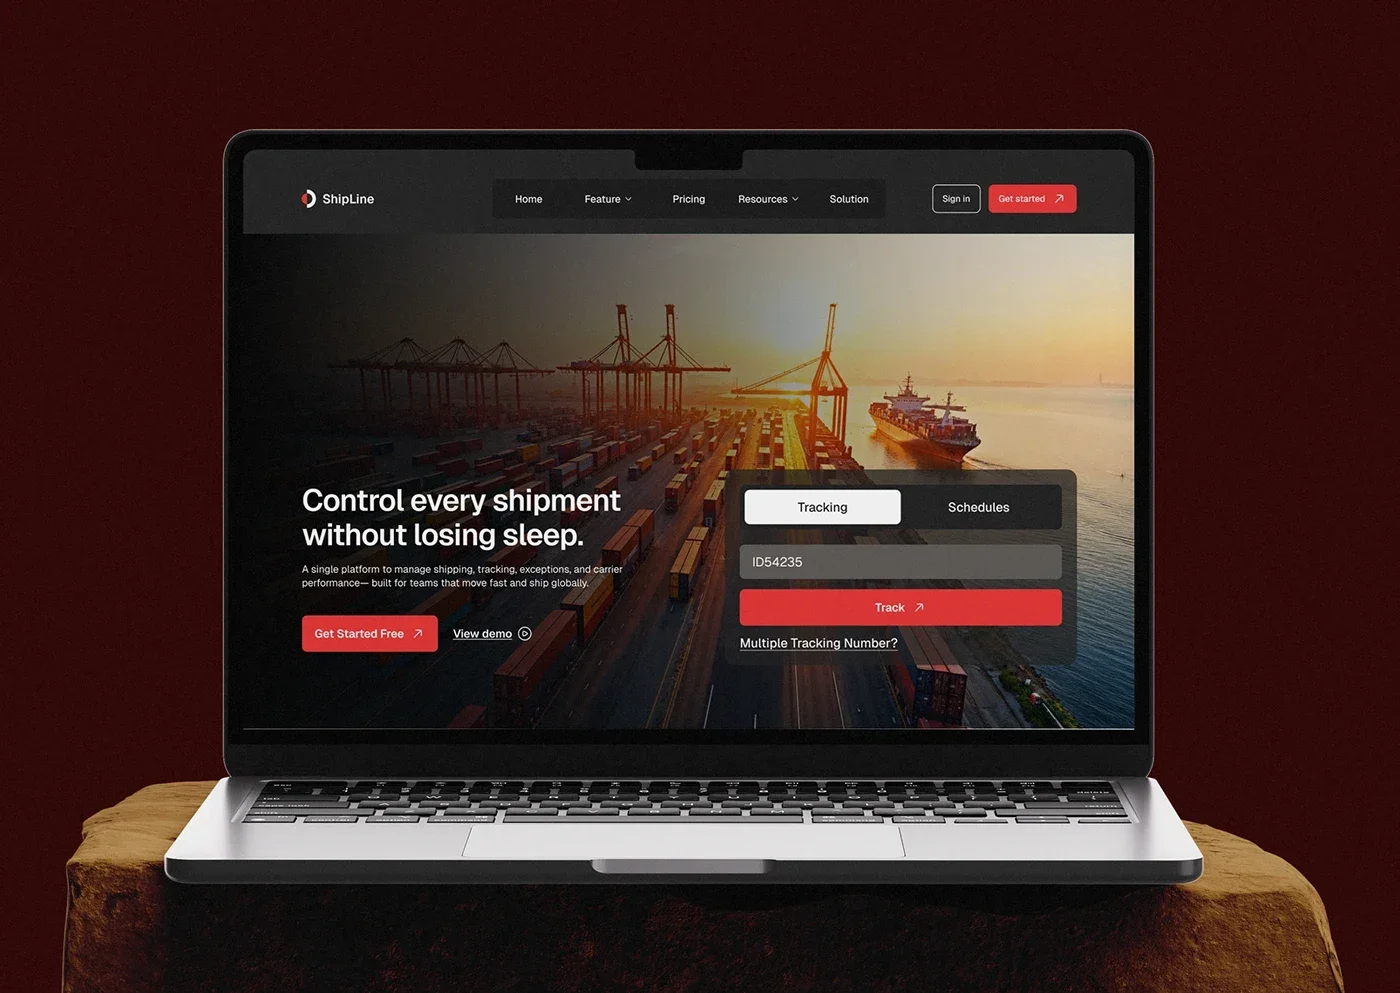 ShipLine
Home
Feature
Pricing
Resources
Solution
Sign in
Get started
Control every shipment
without losing sleep.
A single platform to manage shipping, tracking, exceptions, and carrier
performance— built for teams that move fast and ship globally.
Get Started Free
View demo
Tracking
Schedules
ID54235
Track
Multiple Tracking Number?